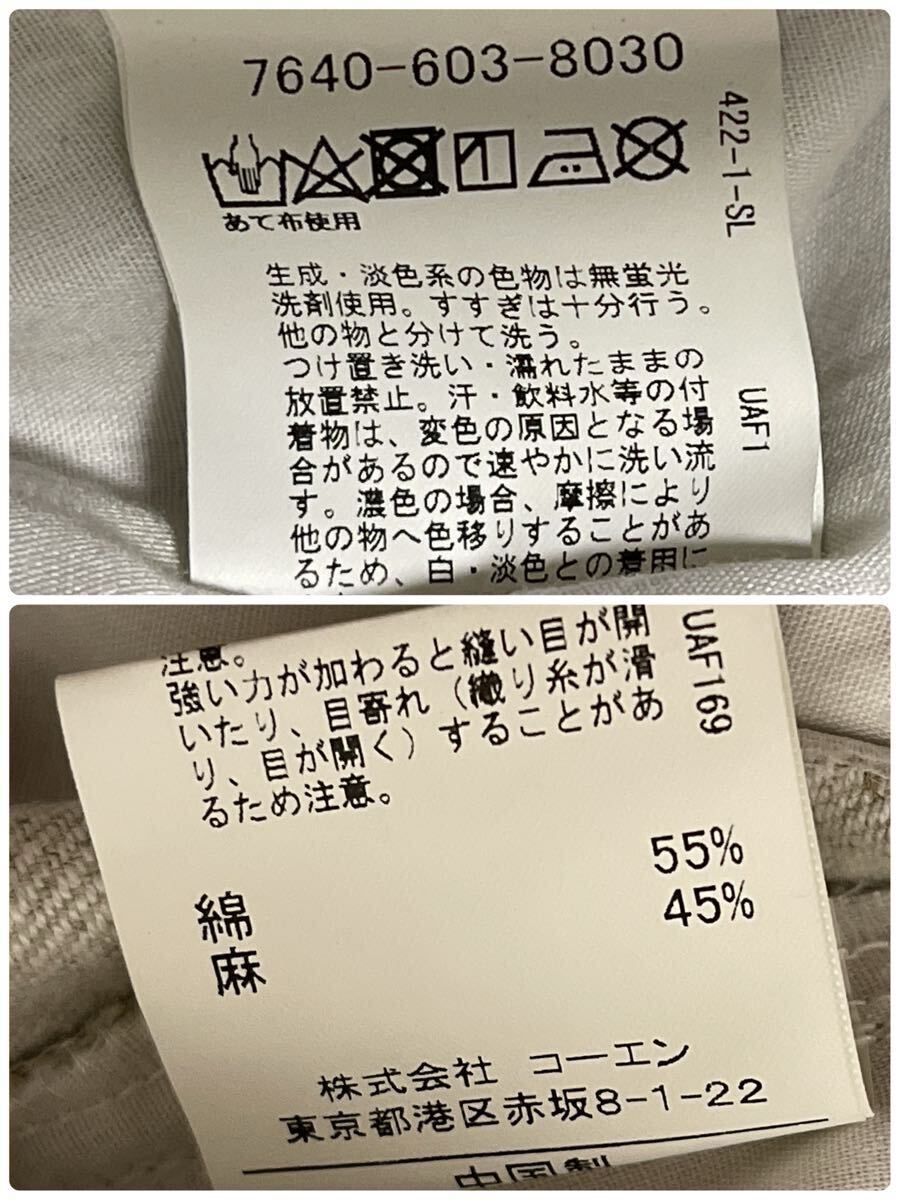 7640-603-8030
422-1-SL
あて布使用
生成・淡色系の色物は無蛍光
洗剤使用。すすぎは十分行う。
他の物と分けて洗う。
つけ置き洗い・濡れたままの
放置禁止。汗・飲料水等の付
着物は、変色の原因となる場
合があるので速やかに洗い流
す。濃色の場合、摩擦により
他の物へ色移りすることがあ
るため、白・淡色との着用に
UAF1
注意。
強い力が加わると縫い目が開
いたり、目寄れ（織り糸が滑
り、目が開く）することがあ
るため注意。
UAF169
綿 55%
麻 45%
株式会社 コーエン
東京都港区赤坂8-1-22
中国製